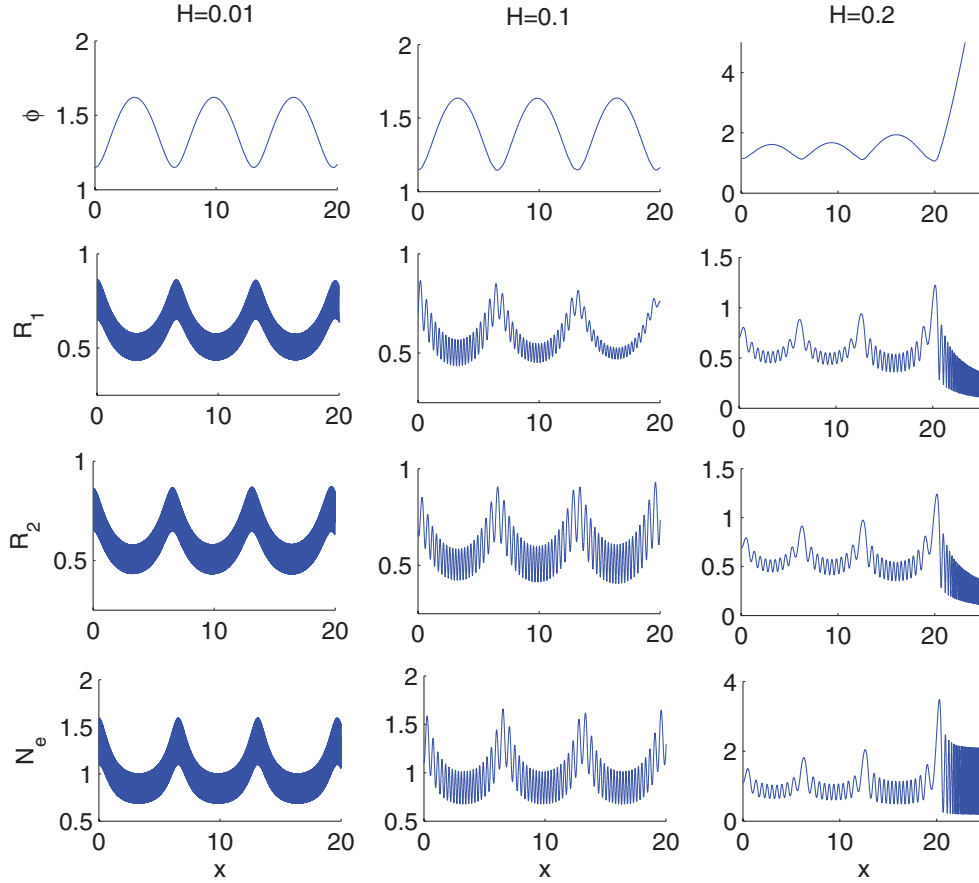 H=0.01 H=0.1 H=0.2
2 2
1.5 1.5 4
ϕ 2
1 1 0
0 10 20 0 10 20 0 10 20
1 1 1.5
1
R₁ 0.5 0.5 0.5
0
0 10 20 0 10 20 0 10 20
1 1 1.5
1
R₂ 0.5 0.5 0.5
0
0 10 20 0 10 20 0 10 20
2 2 4
1.5 1.5
Nₑ 1 1 2
0.5 0.5 0
0 10 20 0 10 20 0 10 20
x x x